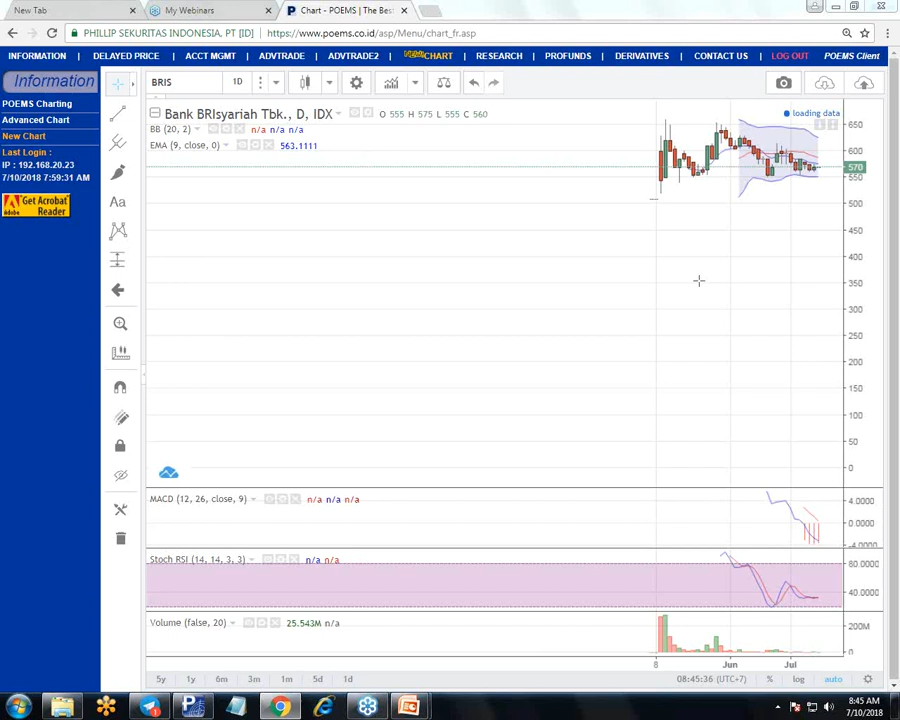 New Tab
My Webinars
Chart - POEMS | The Bes
PHILLIP SEKURITAS INDONESIA. PT [ID]
https://www.poems.co.id/asp/Menu/chart_fr.asp
INFORMATION DELAYED PRICE ACCT MGMT ADVTRADE ADVTRADE2 NEW CHART RESEARCH PROFUNDS DERIVATIVES CONTACT US LOG OUT POEMS Client
Information
POEMS Charting
Advanced Chart
New Chart
Last Login :
IP : 192.168.20.23
7/10/2018 7:59:31 AM
Get Acrobat
Reader
Adobe
BRIS 1D
Bank BRIsyariah Tbk., D, IDX O 555 H 575 L 555 C 560
loading data
BB (20, 2) n/a n/a n/a
EMA (9, close, 0) 563.1111
Aa
650
600
570
550
500
450
400
350
300
250
200
150
100
50
0
MACD (12, 26, close, 9) n/a n/a n/a
4.0000
0.0000
-4.0000
Stoch RSI (14, 14, 3, 3) n/a n/a
80.0000
40.0000
Volume (false, 20) 25.543M n/a
200M
0
8 Jun Jul
5y 1y 6m 3m 1m 5d 1d 08:45:36 (UTC+7) % log auto
8:45 AM
7/10/2018